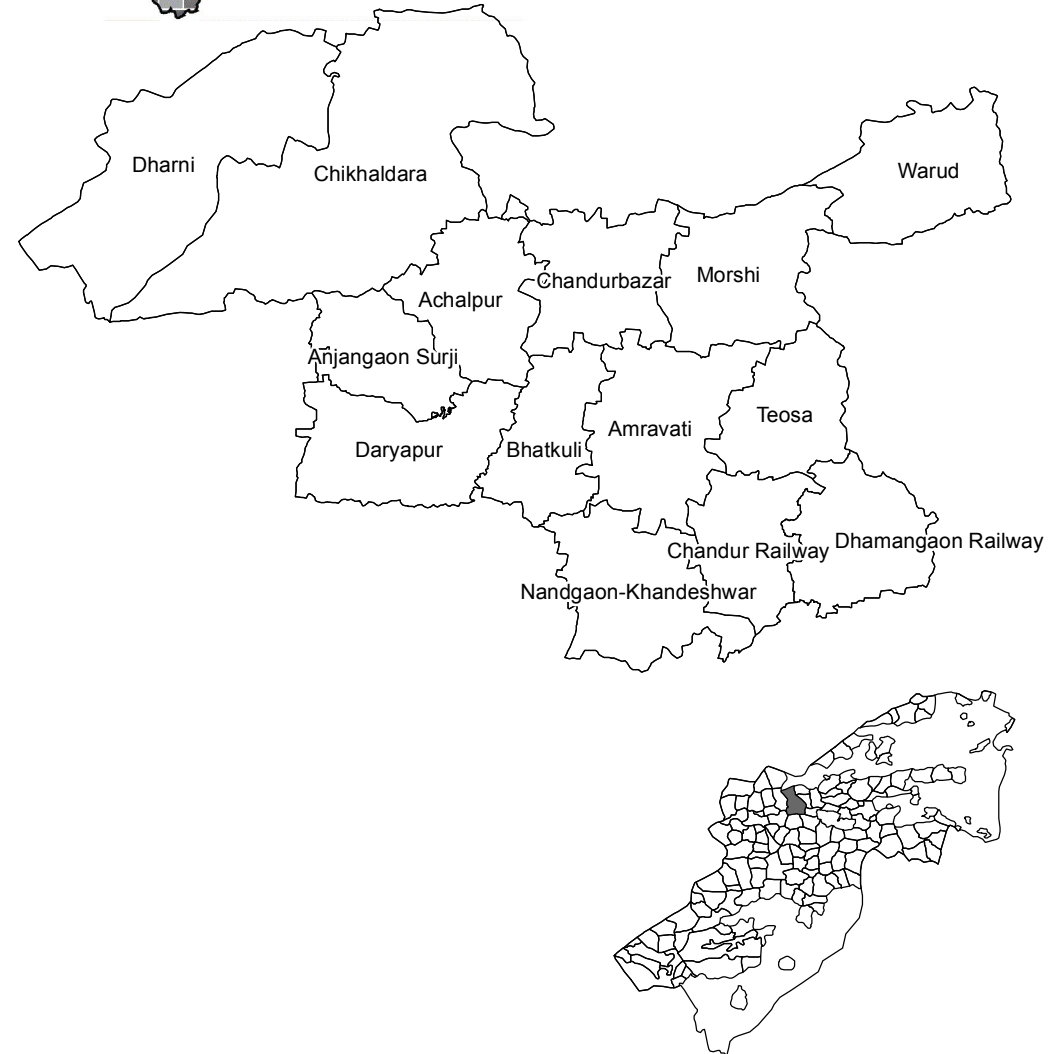 Dharni
Chikhaldara
Warud
Achalpur
Chandurbazar
Morshi
Anjangaon Surji
Daryapur
Bhatkuli
Amravati
Teosa
Chandur Railway
Dhamangaon Railway
Nandgaon-Khandeshwar